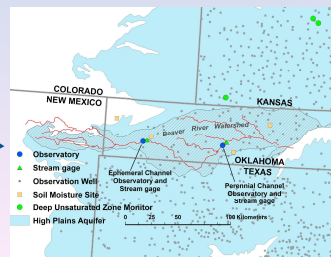 COLORADO
NEW MEXICO
KANSAS
Beaver River Watershed
OKLAHOMA
TEXAS
Observatory
Stream gage
Observation Well
Soil Moisture Site
Deep Unsaturated Zone Monitor
High Plains Aquifer
Ephemeral Channel
Observatory and
Stream gage
Perennial Channel
Observatory and
Stream gage
0 25 50 100 Kilometers